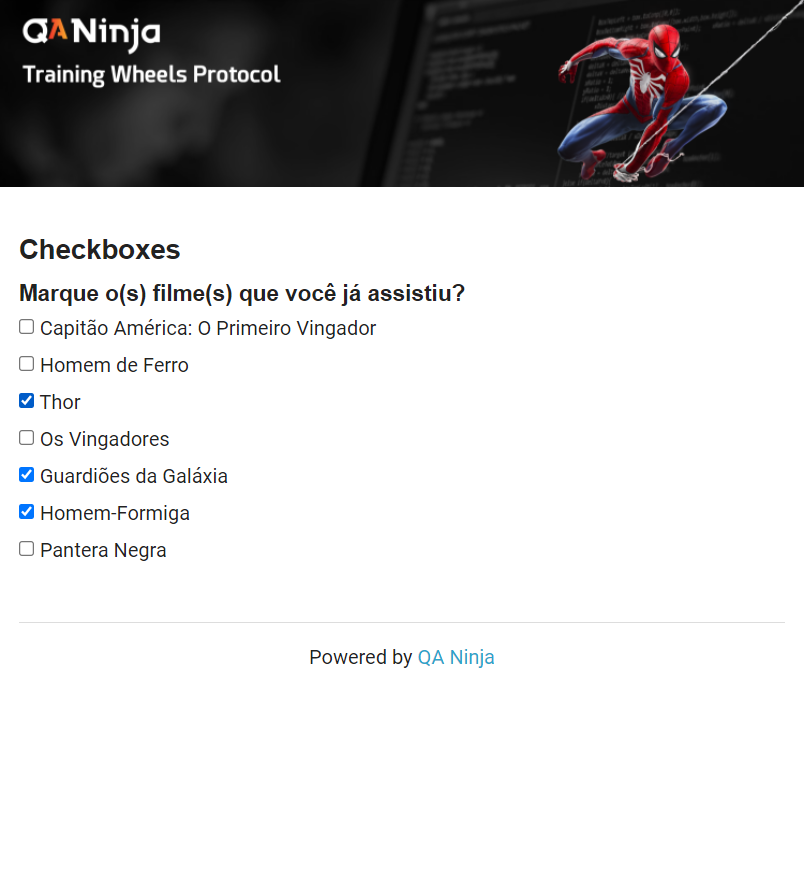 QANinja
Training Wheels Protocol
Checkboxes
Marque o(s) filme(s) que você já assistiu?
Capitão América: O Primeiro Vingador
Homem de Ferro
Thor
Os Vingadores
Guardiões da Galáxia
Homem-Formiga
Pantera Negra
Powered by QA Ninja